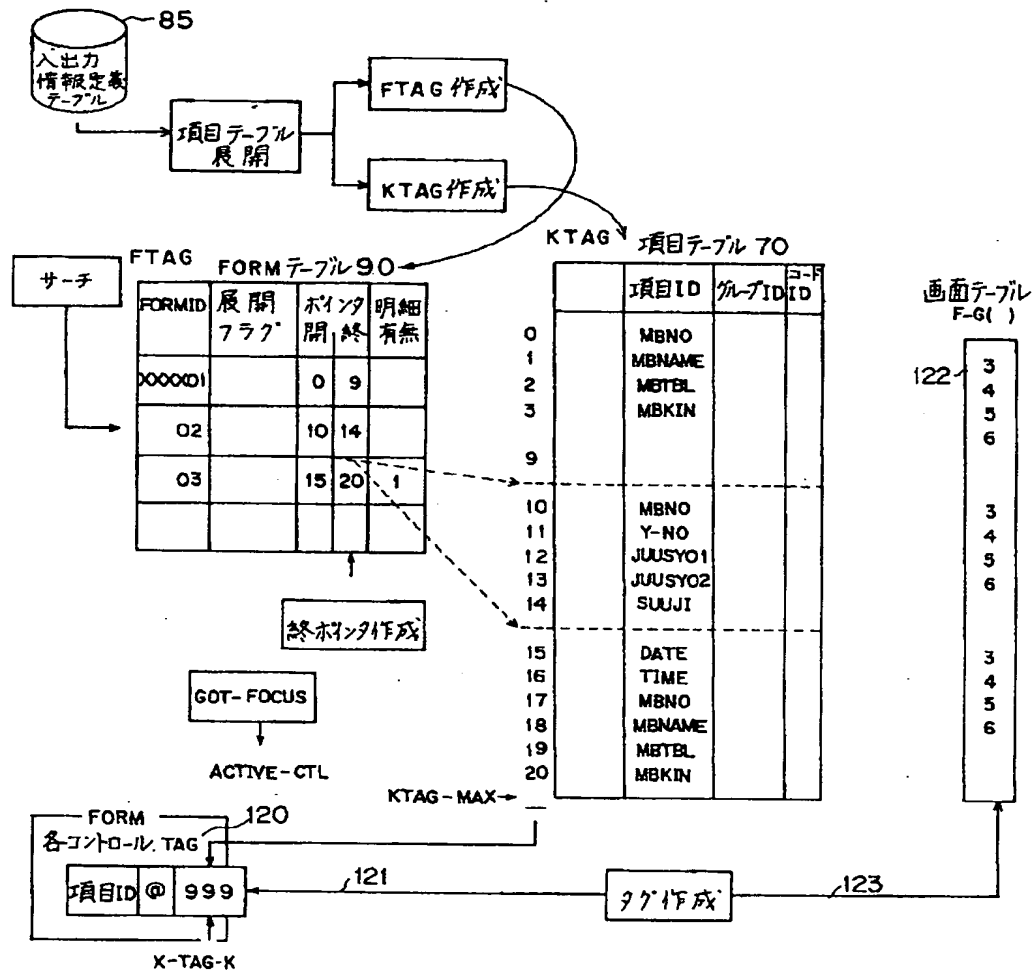 85
入出力
情報定義
テーブル
項目テーブル
展開
FTAG 作成
KTAG 作成
サーチ
FTAG
FORM テーブル 90
FORMID
展開
フラグ
ポインタ
開 終
明細
有無
XXXX01 0 9
02 10 14
03 15 20 1
終ポインタ作成
GOT-FOCUS
ACTIVE-CTL
KTAG
項目テーブル 70
項目ID
グループID
コード
ID
0 MBNO
1 MBNAME
2 MBTBL
3 MBKIN
9
10 MBNO
11 Y-NO
12 JUUSYO1
13 JUUSYO2
14 SUUJI
15 DATE
16 TIME
17 MBNO
18 MBNAME
19 MBTBL
20 MBKIN
KTAG-MAX
画面テーブル
F-G( )
122
3
4
5
6
3
4
5
6
3
4
5
6
FORM
120
各コントロール. TAG
項目ID @ 999
X-TAG-K
121
タグ作成
123